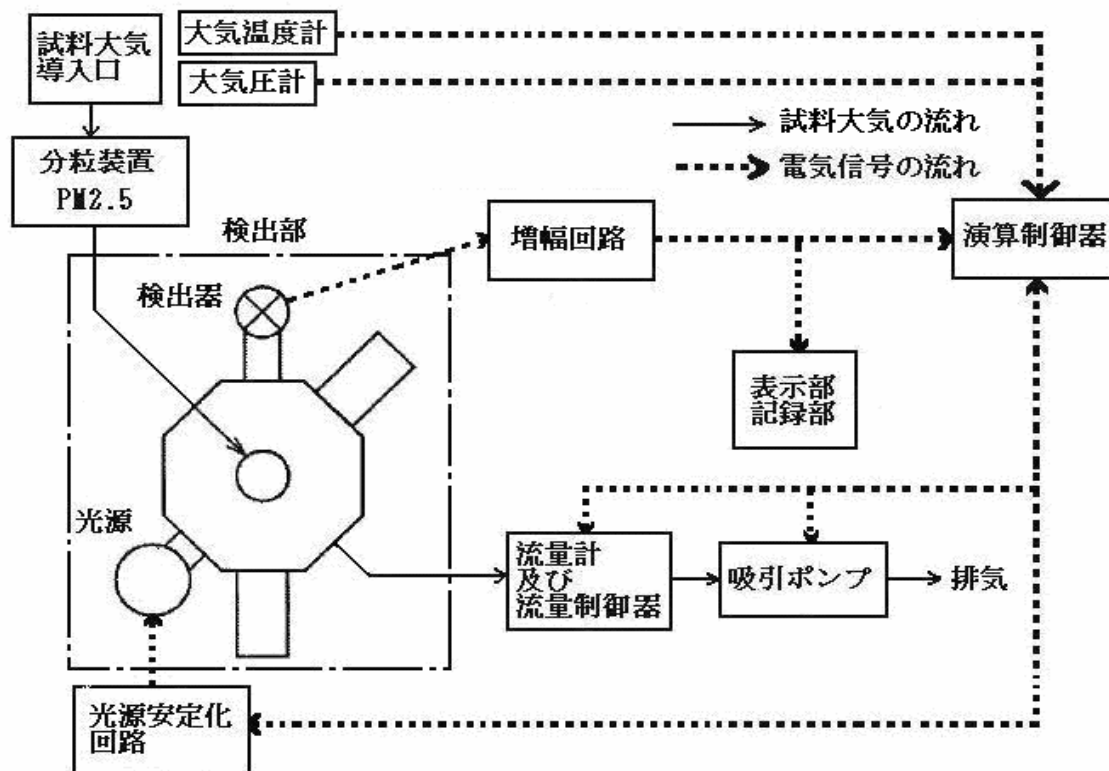 試料大気
導入口
大気温度計
大気圧計
試料大気の流れ
電気信号の流れ
分粒装置
PM2.5
検出部
増幅回路
演算制御器
検出器
表示部
記録部
光源
流量計
及び
流量制御器
吸引ポンプ
排気
光源安定化
回路